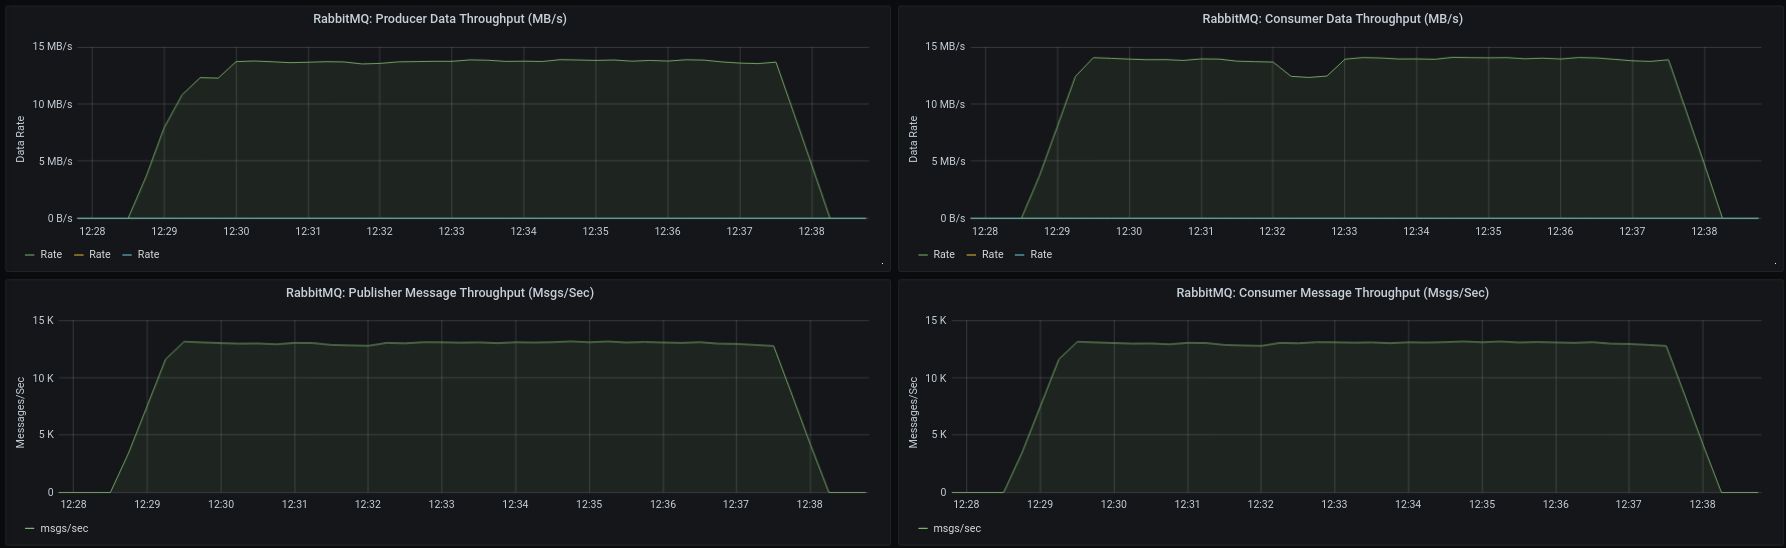 RabbitMQ: Producer Data Throughput (MB/s)
Data Rate
15 MB/s
10 MB/s
5 MB/s
0 B/s
12:28 12:29 12:30 12:31 12:32 12:33 12:34 12:35 12:36 12:37 12:38
Rate Rate Rate
RabbitMQ: Consumer Data Throughput (MB/s)
Data Rate
15 MB/s
10 MB/s
5 MB/s
0 B/s
12:28 12:29 12:30 12:31 12:32 12:33 12:34 12:35 12:36 12:37 12:38
Rate Rate Rate
RabbitMQ: Publisher Message Throughput (Msgs/Sec)
Messages/Sec
15 K
10 K
5 K
0
12:28 12:29 12:30 12:31 12:32 12:33 12:34 12:35 12:36 12:37 12:38
msgs/sec
RabbitMQ: Consumer Message Throughput (Msgs/Sec)
Messages/Sec
15 K
10 K
5 K
0
12:28 12:29 12:30 12:31 12:32 12:33 12:34 12:35 12:36 12:37 12:38
msgs/sec